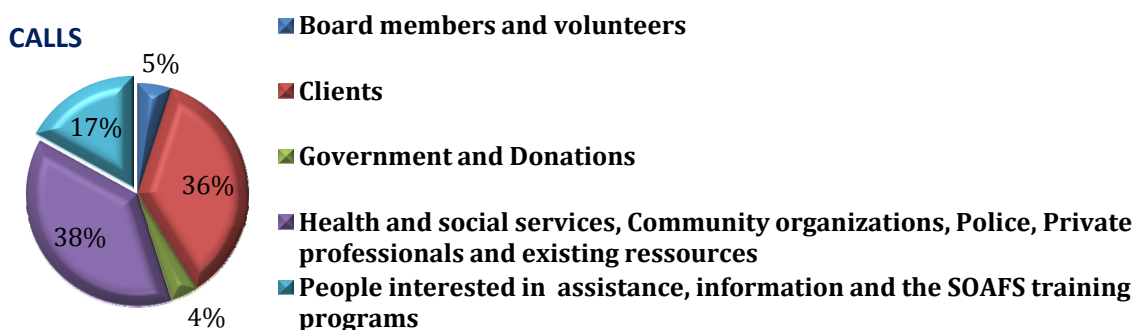 CALLS
5%
36%
4%
38%
17%
Board members and volunteers
Clients
Government and Donations
Health and social services, Community organizations, Police, Private
professionals and existing ressources
People interested in assistance, information and the SOAFS training
programs